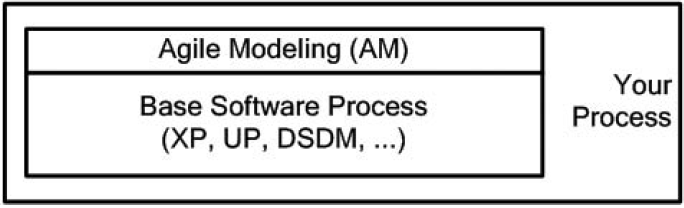 Agile Modeling (AM)
Base Software Process
(XP, UP, DSDM, ...)
Your
Process